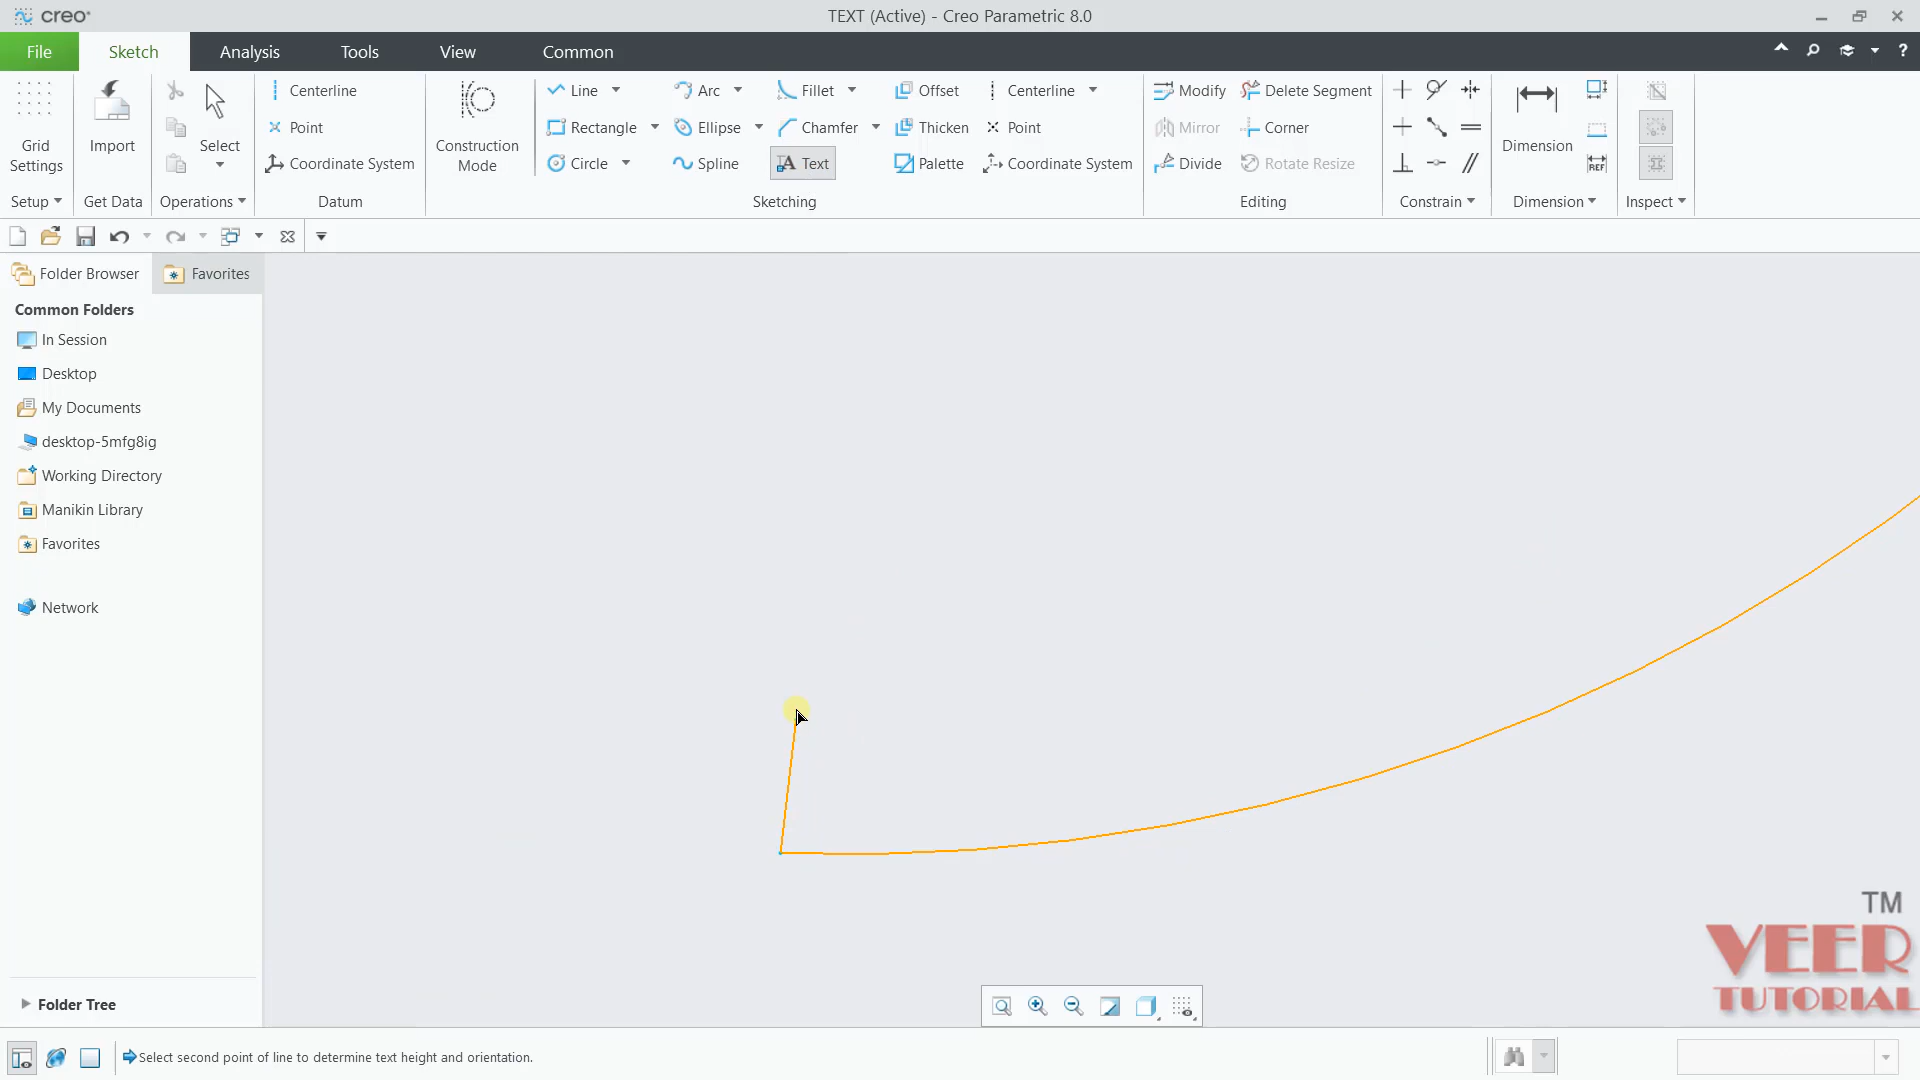 creo
TEXT (Active) - Creo Parametric 8.0
File
Sketch
Analysis
Tools
View
Common
Grid
Settings
Setup
Import
Get Data
Select
Operations
Centerline
Point
Coordinate System
Datum
Construction
Mode
Line
Arc
Fillet
Offset
Centerline
Rectangle
Ellipse
Chamfer
Thicken
Point
Circle
Spline
A Text
Palette
Coordinate System
Sketching
Modify
Delete Segment
Mirror
Corner
Divide
Rotate Resize
Editing
Constrain
Dimension
REF
Dimension
Inspect
Folder Browser
Favorites
Common Folders
In Session
Desktop
My Documents
desktop-5mfg8ig
Working Directory
Manikin Library
Favorites
Network
Folder Tree
TM
VEER
TUTORIAL
Select second point of line to determine text height and orientation.